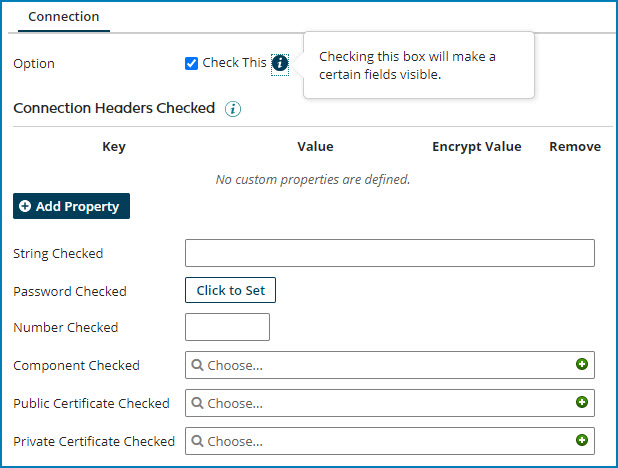 Connection
Option
Check This
Checking this box will make a
certain fields visible.
Connection Headers Checked
Key Value Encrypt Value Remove
No custom properties are defined.
Add Property
String Checked
Password Checked Click to Set
Number Checked
Component Checked Choose...
Public Certificate Checked Choose...
Private Certificate Checked Choose...